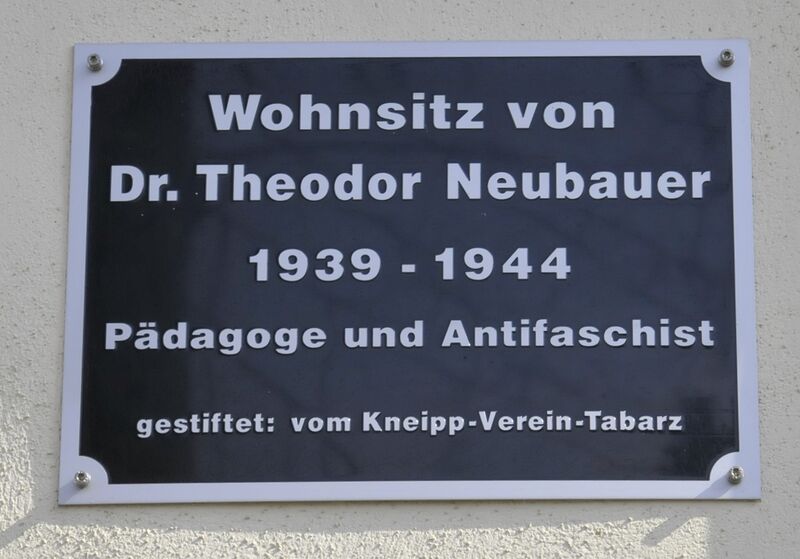 Wohnsitz von
Dr. Theodor Neubauer
1939 - 1944
Pädagoge und Antifaschist
gestiftet: vom Kneipp-Verein-Tabarz